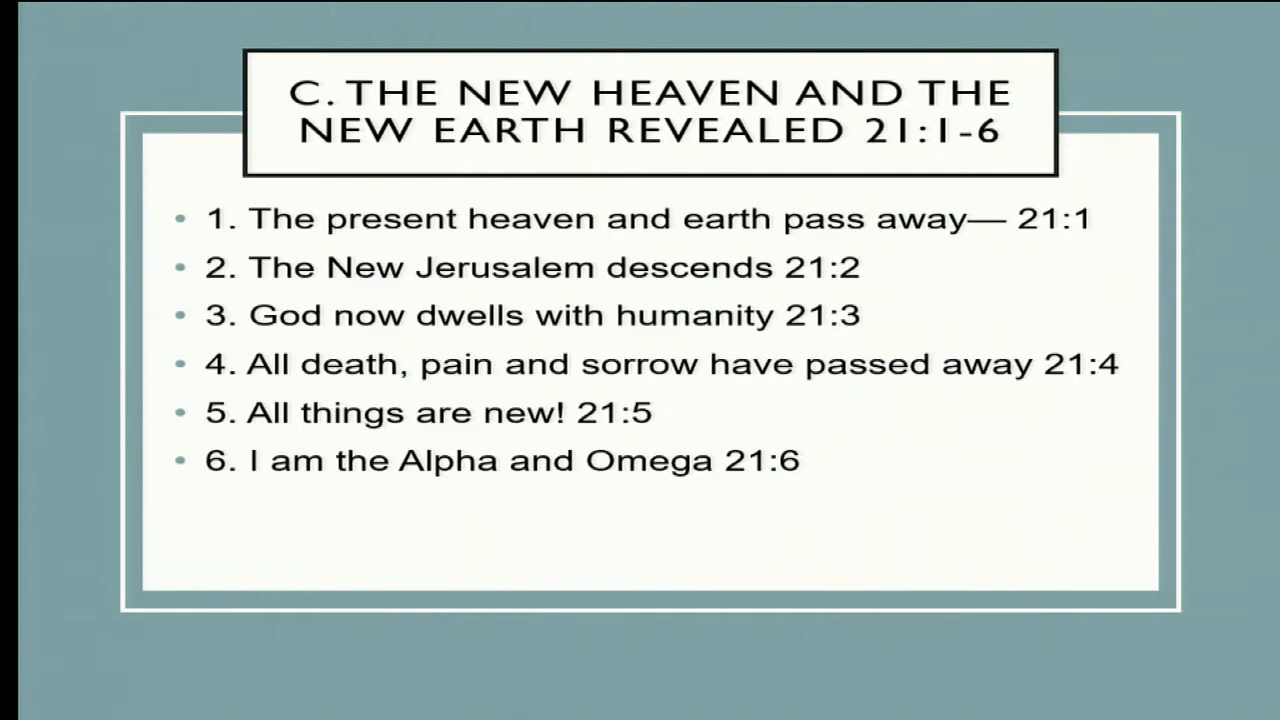 C. THE NEW HEAVEN AND THE
NEW EARTH REVEALED 21:1-6
• 1. The present heaven and earth pass away— 21:1
• 2. The New Jerusalem descends 21:2
• 3. God now dwells with humanity 21:3
• 4. All death, pain and sorrow have passed away 21:4
• 5. All things are new! 21:5
• 6. I am the Alpha and Omega 21:6